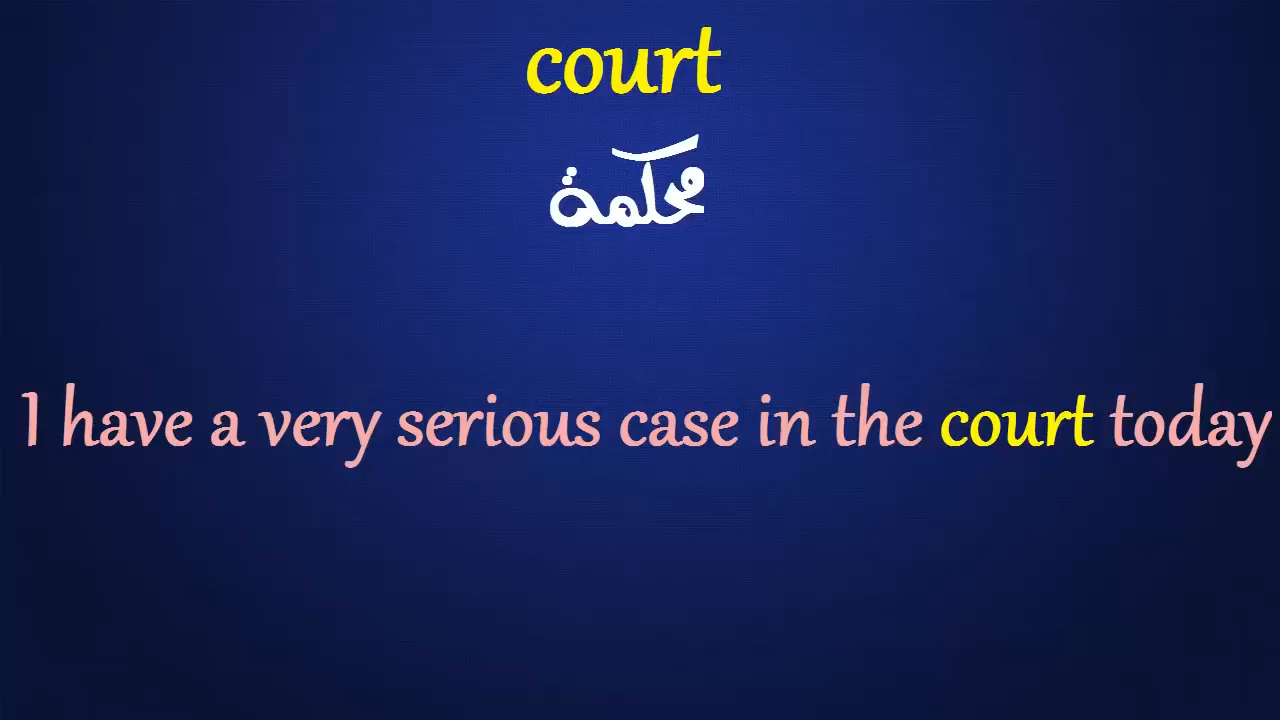 court
محكمة
I have a very serious case in the court today